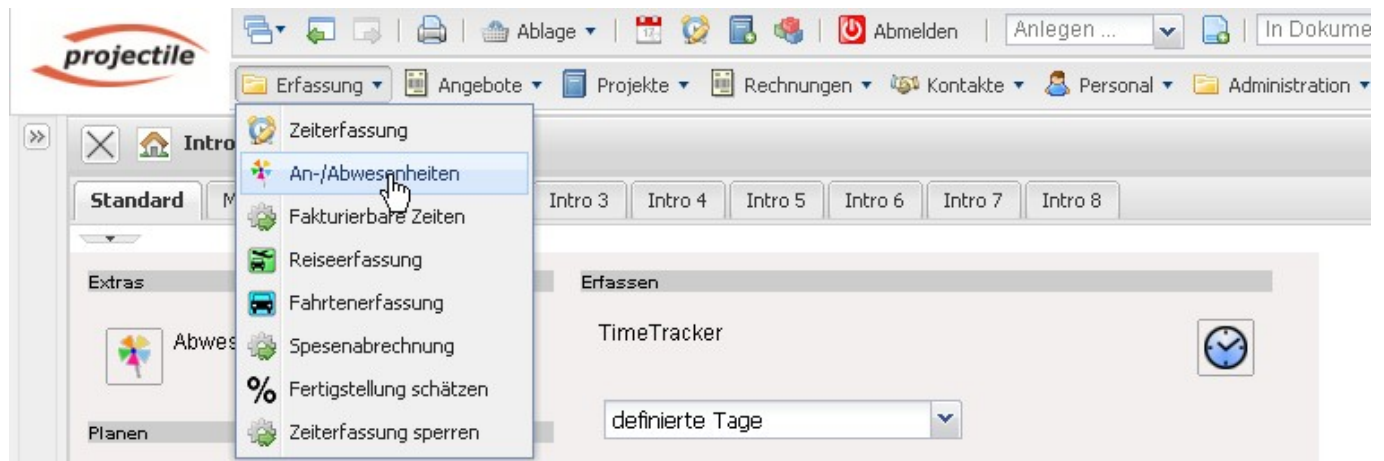 projectile
Ablage
Abmelden
Anlegen ...
In Dokume
Erfassung
Angebote
Projekte
Rechnungen
Kontakte
Personal
Administration
Intro
Standard
M
Intro 3
Intro 4
Intro 5
Intro 6
Intro 7
Intro 8
Zeiterfassung
An-/Abwesenheiten
Fakturierbare Zeiten
Reiseerfassung
Fahrtenerfassung
Spesenabrechnung
% Fertigstellung schätzen
Zeiterfassung sperren
Extras
Abwes
Planen
Erfassen
TimeTracker
definierte Tage